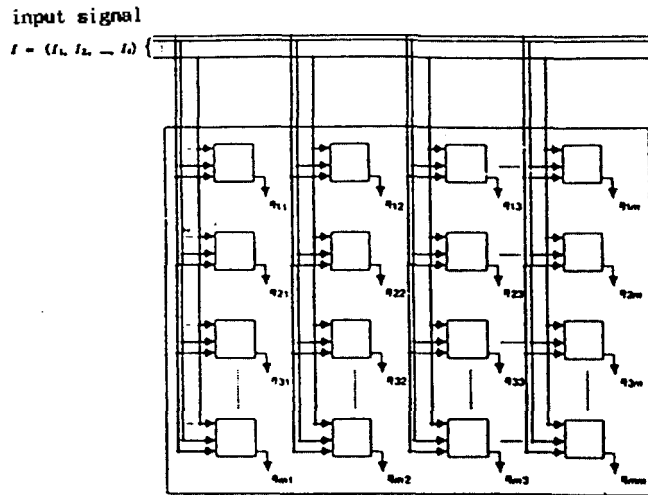 input signal
I = (I₁, I₂, ..., Iₗ) {
q₁₁ q₁₂ q₁₃ q₁ₘ
q₂₁ q₂₂ q₂₃ q₂ₘ
q₃₁ q₃₂ q₃₃ q₃ₘ
qₘ₁ qₘ₂ qₘ₃ qₘₘ